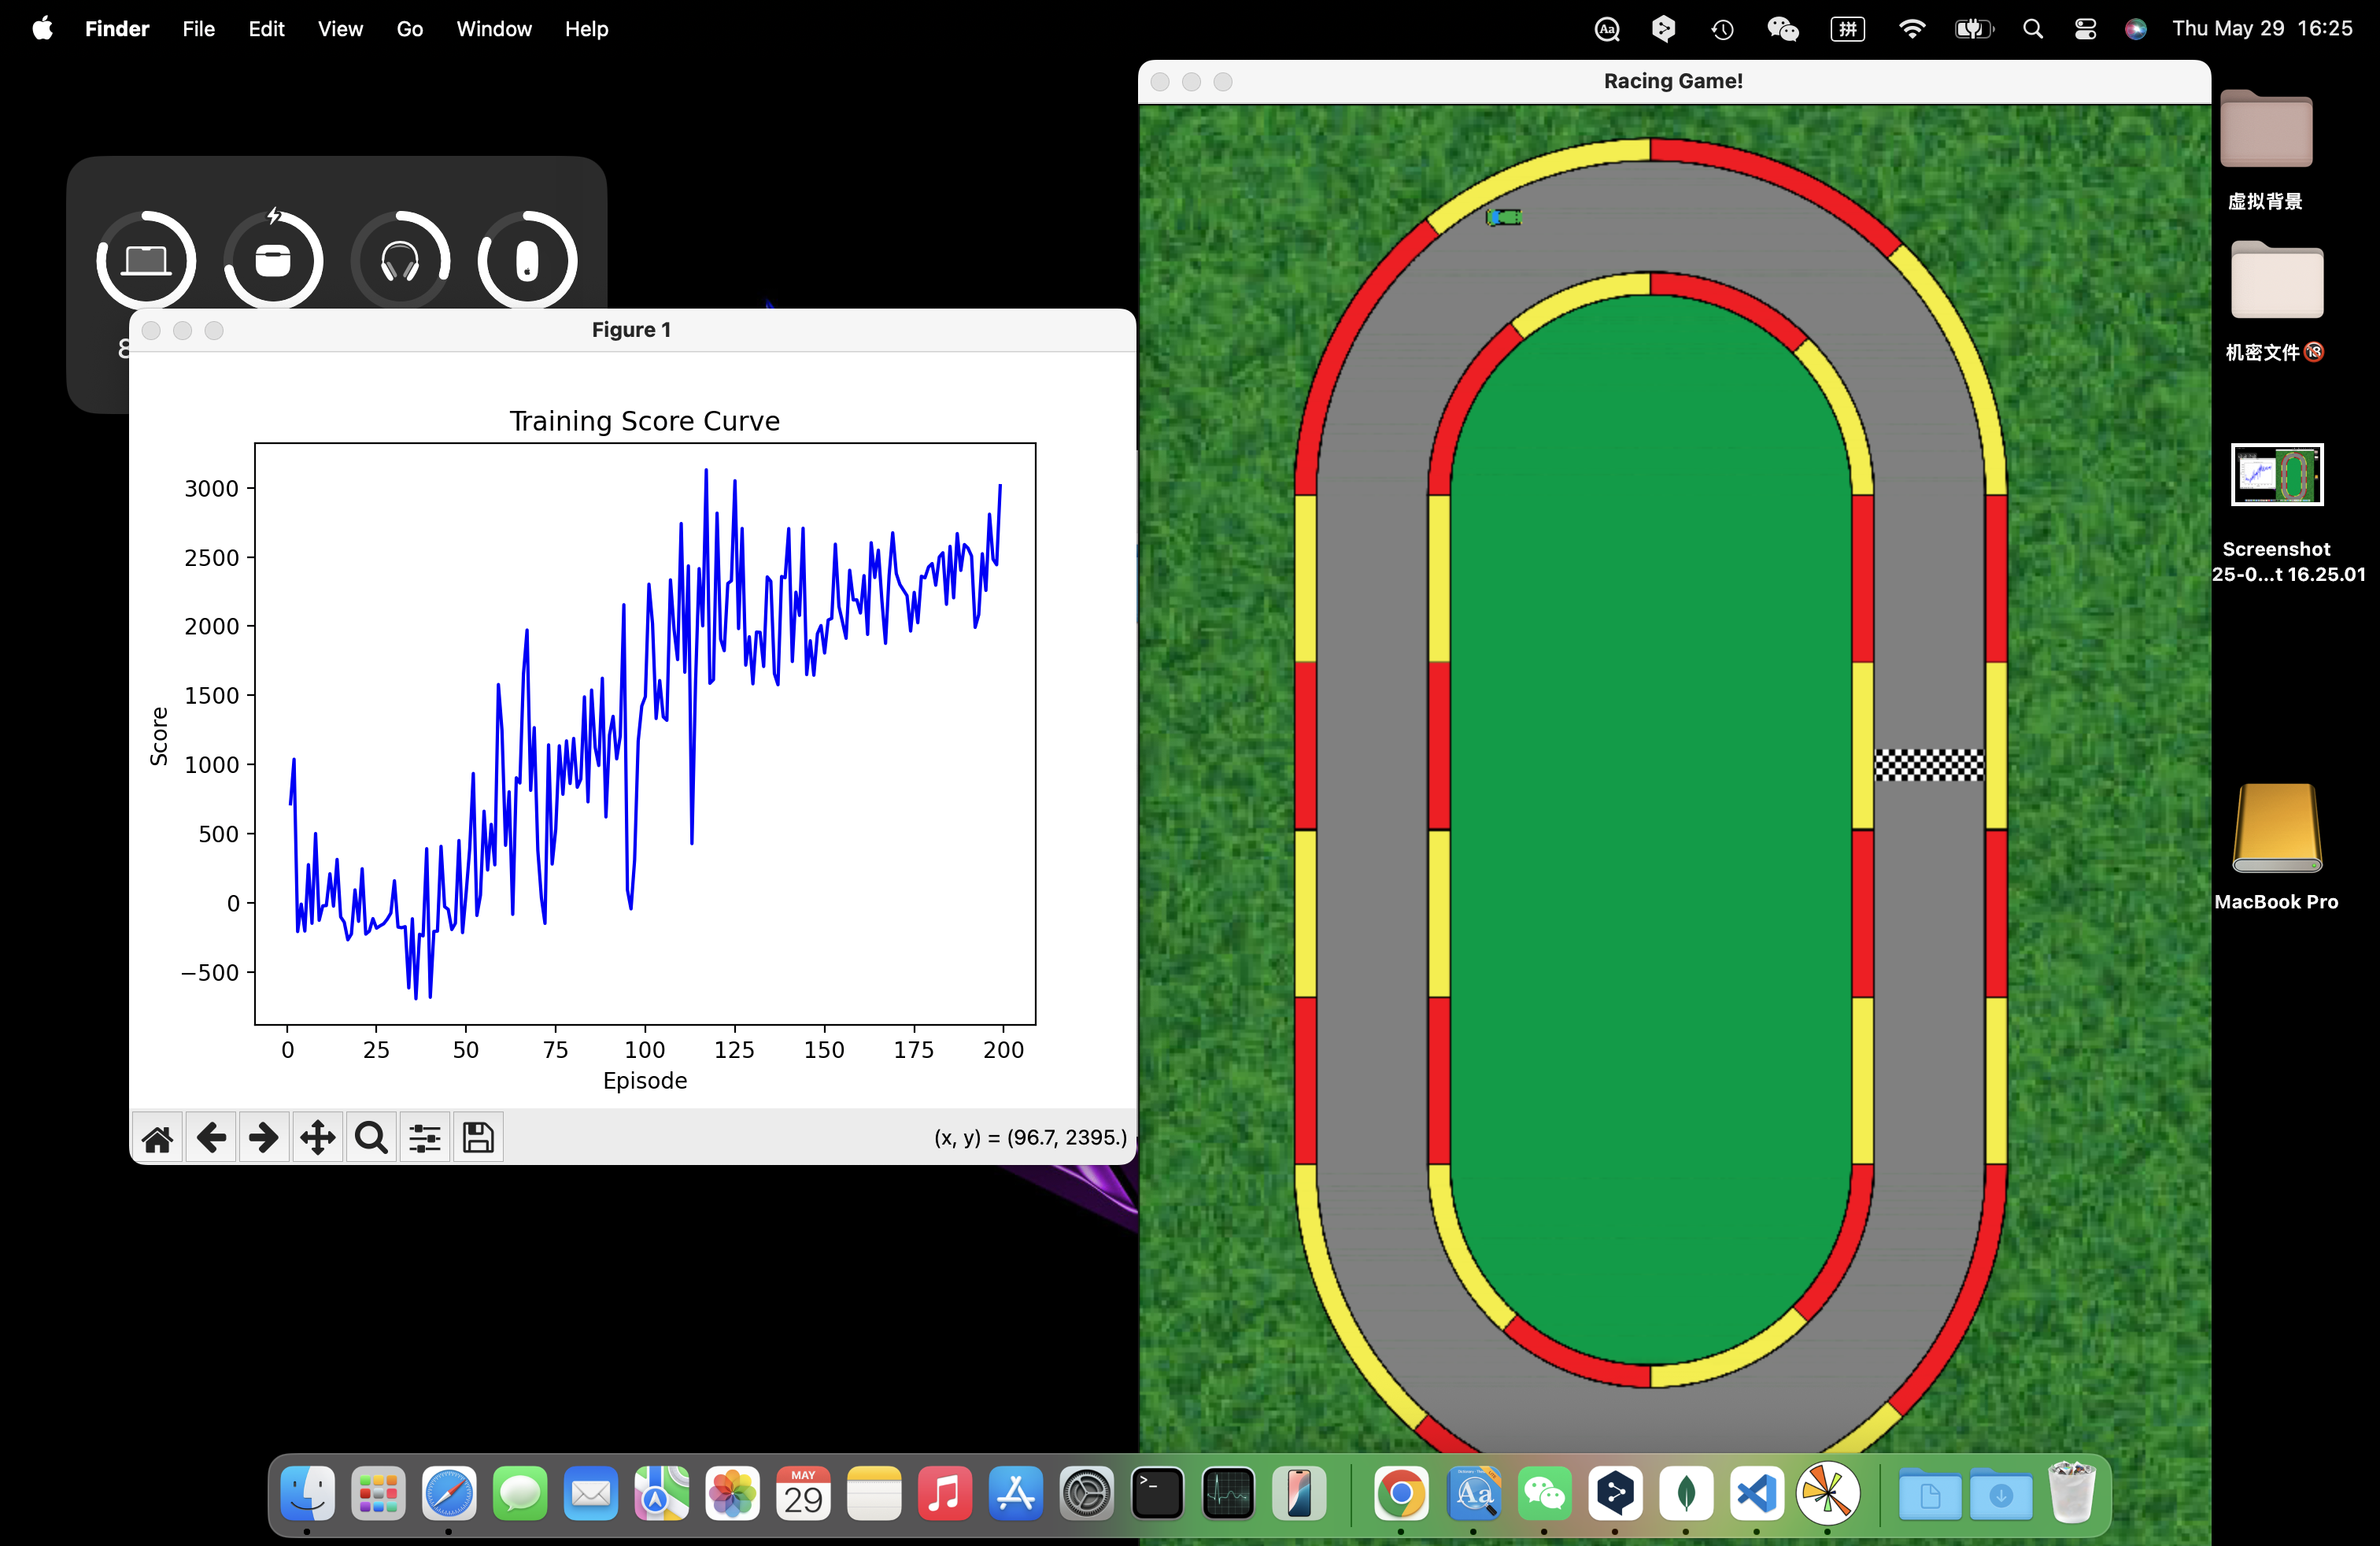 Finder File Edit View Go Window Help
Aa 拼 Thu May 29 16:25
Racing Game!
虚拟背景
机密文件🔞
Screenshot
25-0...t 16.25.01
MacBook Pro
8
Figure 1
Training Score Curve
3000
2500
2000
1500
1000
500
0
−500
Score
0 25 50 75 100 125 150 175 200
Episode
(x, y) = (96.7, 2395.)
MAY
29
>_
Aa